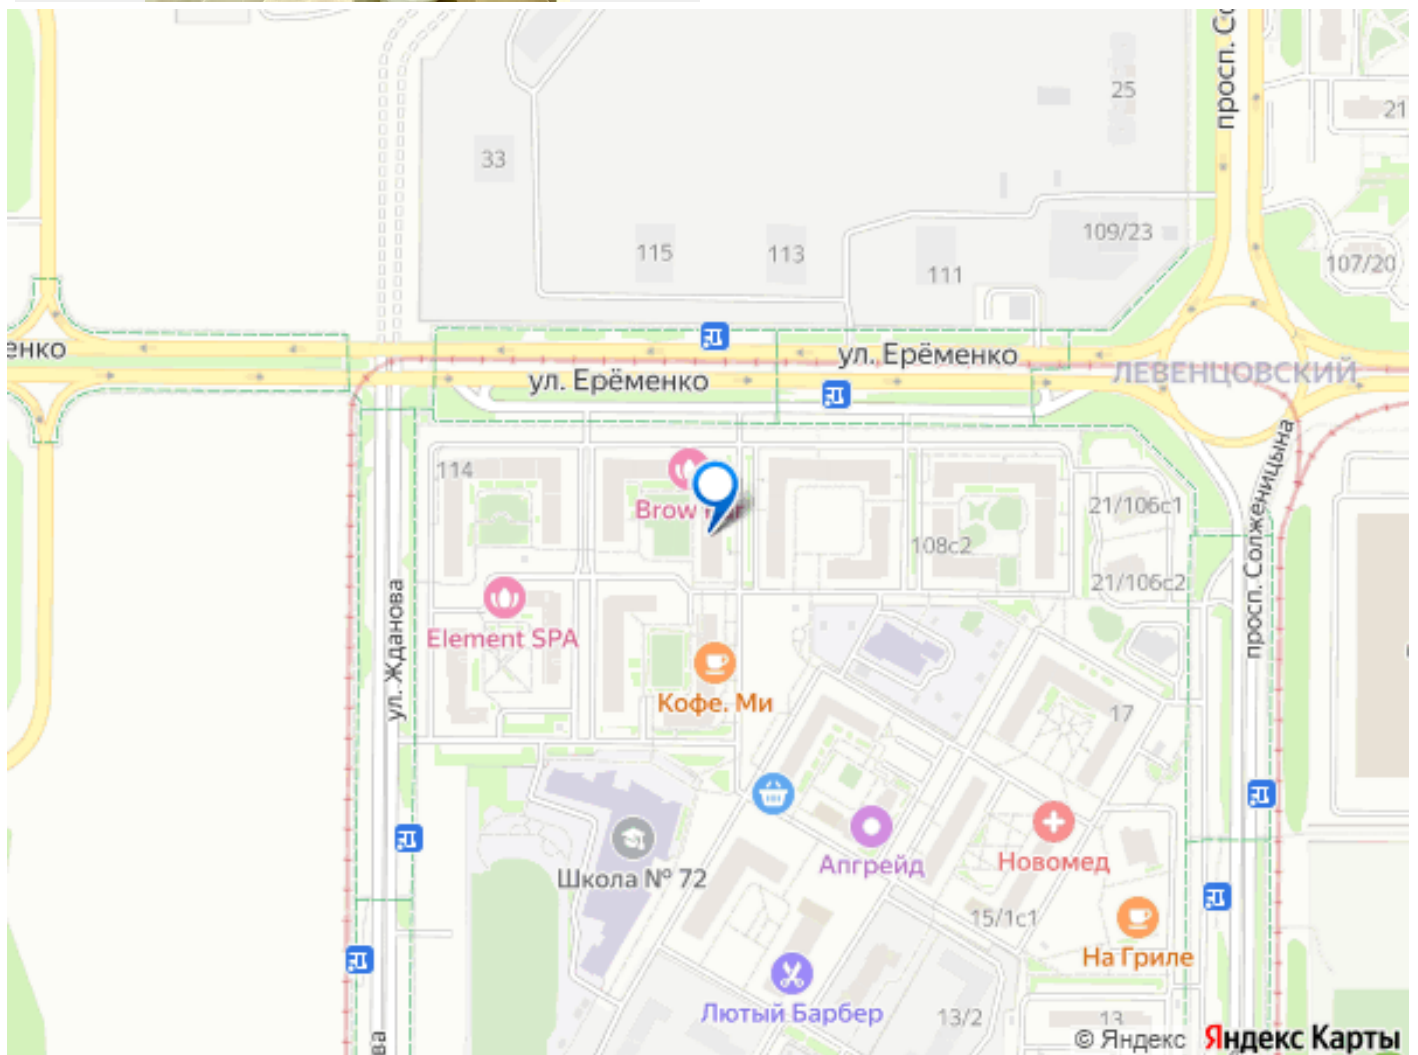 просп. Со
25
21
33
109/23
115
113
111
107/20
енко
ул. Ерёменко
ЛЕВЕНЦОВСКИЙ
ул. Ерёменко
просп. Солженицына
114
Brow
21/106с1
108с2
21/106с2
ул. Жданова
Element SPA
Кофе. Ми
17
Апгрейд
Новомед
Школа № 72
15/1с1
На Гриле
Лютый Барбер
13/2
13
ва
© Яндекс Яндекс Карты